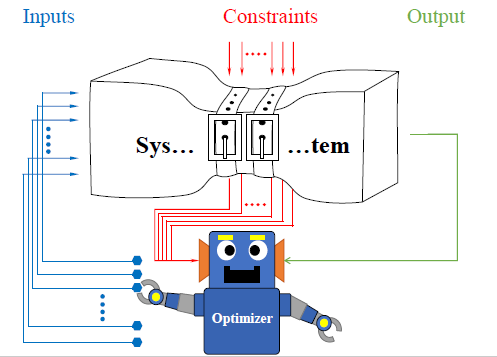 Inputs
Constraints
Output
Sys...
...tem
Optimizer